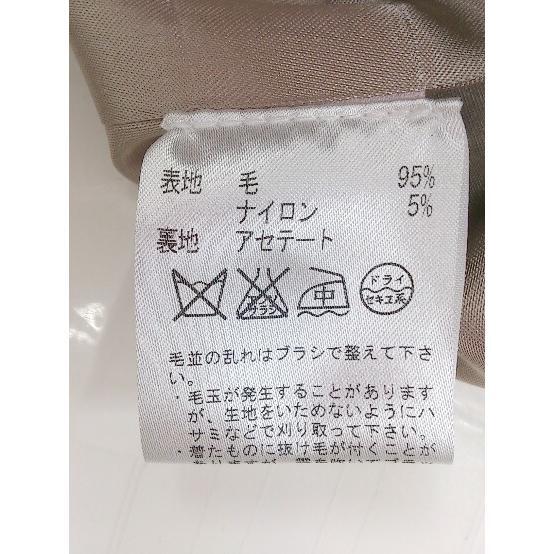 表地 毛 95%
ナイロン 5%
裏地 アセテート
エンソ
サラシ
中
ドライ
セキユ系
毛並の乱れはブラシで整えて下さ
い。
・毛玉が発生することがあります
が、生地をいためないようにハ
サミなどで刈り取って下さい。
・着たものに抜け毛が付くことが